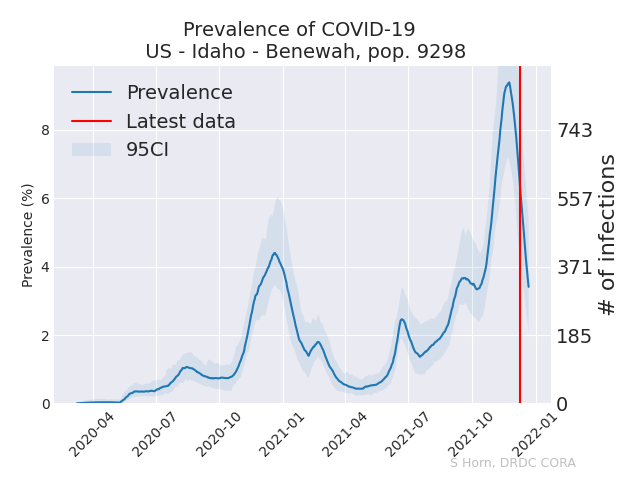 Prevalence of COVID-19
US - Idaho - Benewah, pop. 9298
Prevalence
Latest data
95CI
Prevalence (%)
8
6
4
2
0
743
557
371
185
0
# of infections
2020-04
2020-07
2020-10
2021-01
2021-04
2021-07
2021-10
2022-01
S Horn, DRDC CORA